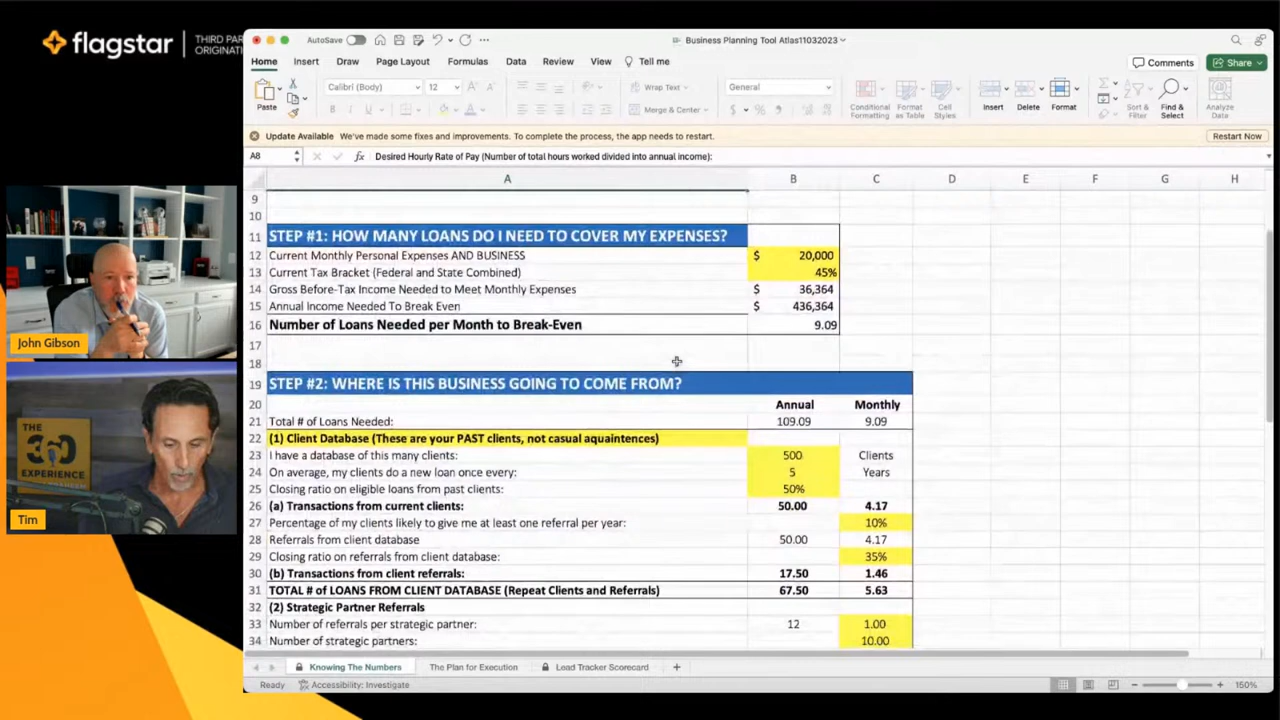 flagstar
THIRD PAR
ORIGINATI
AutoSave
Business Planning Tool Atlas11032023
Home Insert Draw Page Layout Formulas Data Review View Tell me
Comments Share
Paste
Calibri (Body) 12
Wrap Text
General
Merge & Center
Conditional Formatting
Format as Table
Cell Styles
Insert Delete Format
Sort & Filter
Find & Select
Analyze Data
Update Available We've made some fixes and improvements. To complete the process, the app needs to restart. Restart Now
A8 fx Desired Hourly Rate of Pay (Number of total hours worked divided into annual income):
A B C D E F G H
9
10
11 STEP #1: HOW MANY LOANS DO I NEED TO COVER MY EXPENSES?
12 Current Monthly Personal Expenses AND BUSINESS $ 20,000
13 Current Tax Bracket (Federal and State Combined) 45%
14 Gross Before-Tax Income Needed to Meet Monthly Expenses $ 36,364
15 Annual Income Needed To Break Even $ 436,364
16 Number of Loans Needed per Month to Break-Even 9.09
17
18
19 STEP #2: WHERE IS THIS BUSINESS GOING TO COME FROM?
20 Annual Monthly
21 Total # of Loans Needed: 109.09 9.09
22 (1) Client Database (These are your PAST clients, not casual aquaintences)
23 I have a database of this many clients: 500 Clients
24 On average, my clients do a new loan once every: 5 Years
25 Closing ratio on eligible loans from past clients: 50%
26 (a) Transactions from current clients: 50.00 4.17
27 Percentage of my clients likely to give me at least one referral per year: 10%
28 Referrals from client database 50.00 4.17
29 Closing ratio on referrals from client database: 35%
30 (b) Transactions from client referrals: 17.50 1.46
31 TOTAL # of LOANS FROM CLIENT DATABASE (Repeat Clients and Referrals) 67.50 5.63
32 (2) Strategic Partner Referrals
33 Number of referrals per strategic partner: 12 1.00
34 Number of strategic partners: 10.00
Knowing The Numbers The Plan for Execution Lead Tracker Scorecard
Ready Accessibility: Investigate 150%
John Gibson
THE
360
EXPERIENCE
Tim